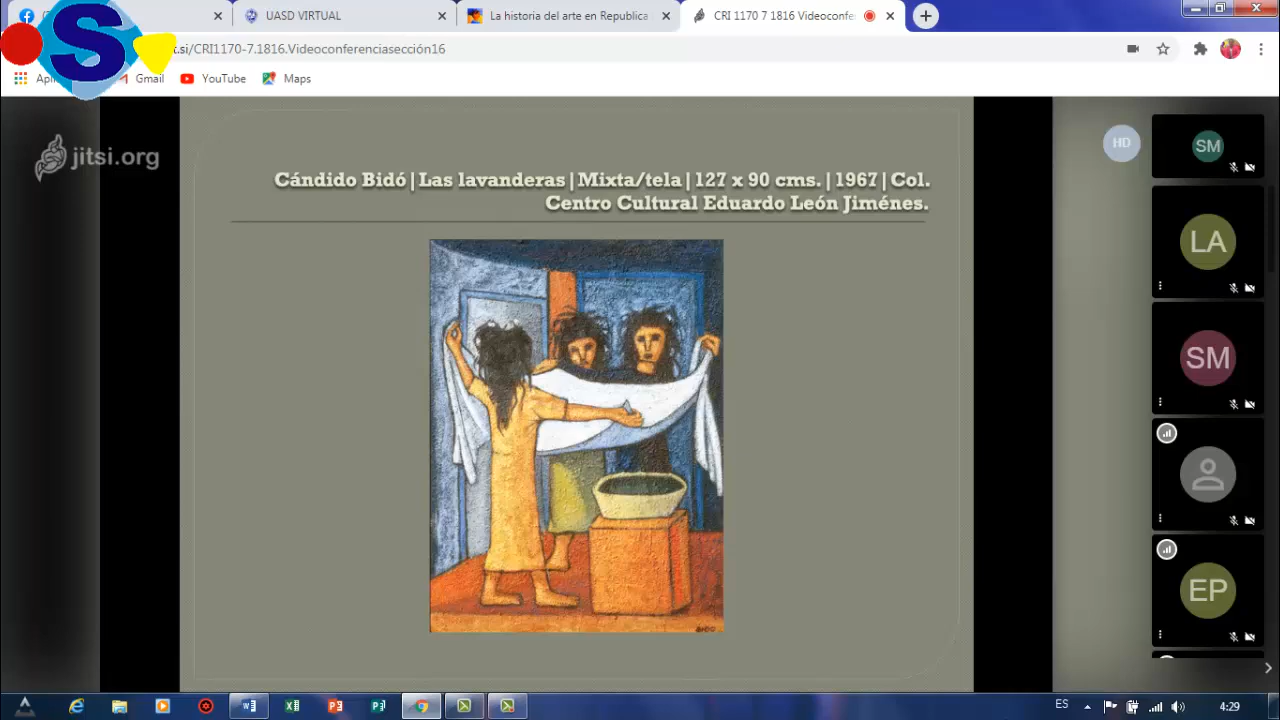 UASD VIRTUAL
La historia del arte en Republica
CRI 1170 7 1816 Videoconfe
S
t.si/CRI1170-7.1816.Videoconferenciasección16
Apli
Gmail
YouTube
Maps
jitsi.org
HD
SM
Cándido Bidó|Las lavanderas|Mixta/tela|127 x 90 cms.|1967|Col.
Centro Cultural Eduardo León Jiménes.
LA
SM
EP
BIDÓ
ES
4:29